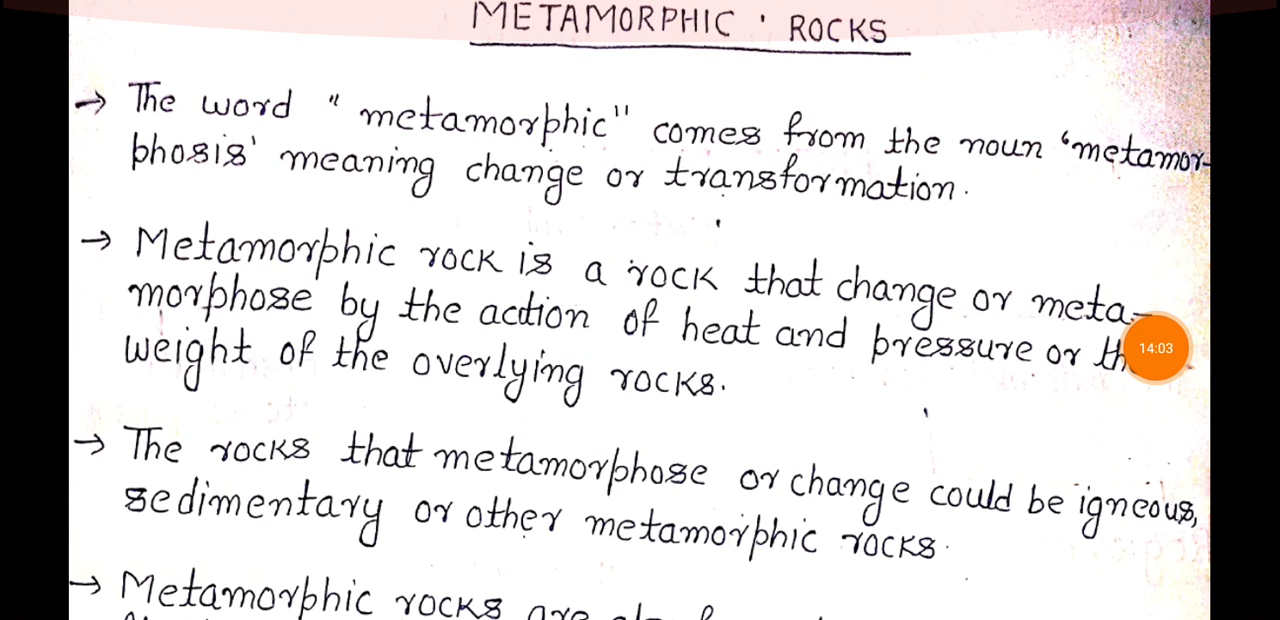 METAMORPHIC ROCKS
→ The word "metamorphic" comes from the noun 'metamor-
phosis' meaning change or transformation.
→ Metamorphic rock is a rock that change or meta-
morphose by the action of heat and pressure or
weight of the overlying rocks.
14:03
→ The rocks that metamorphose or change could be igneous,
sedimentary or other metamorphic rocks.
→ Metamorphic rocks are